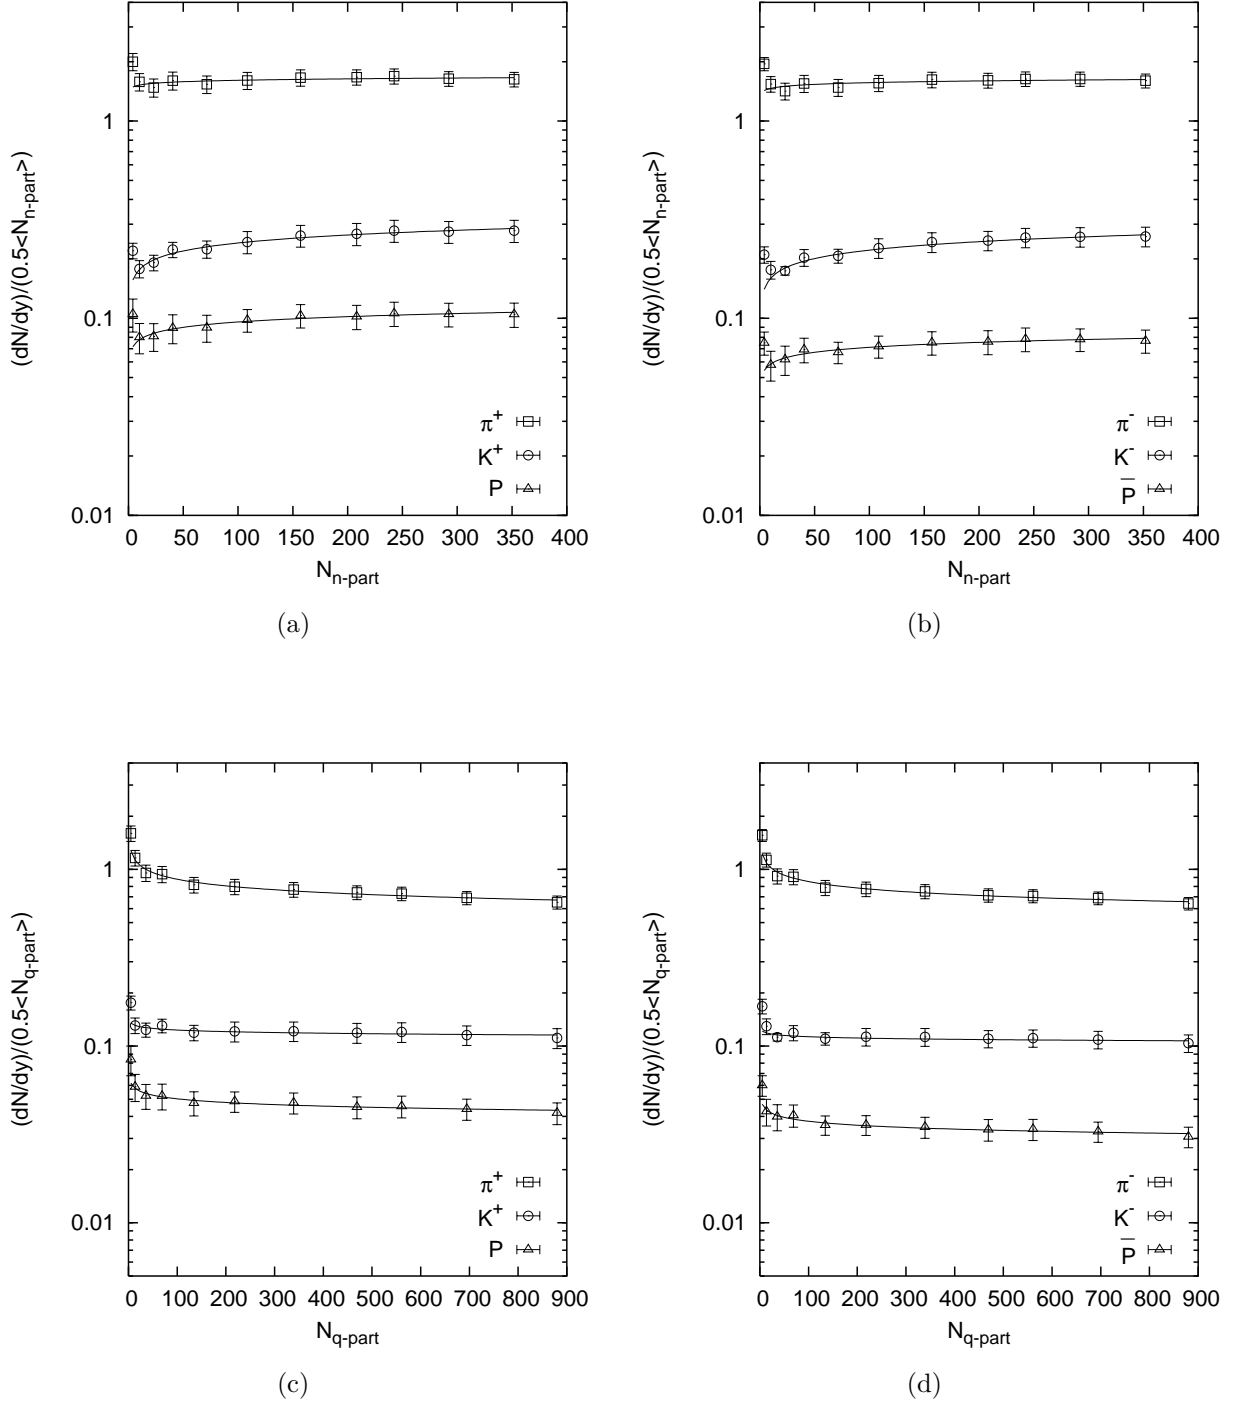 (dN/dy)/(0.5<N_n-part>)
1
0.1
0.01
π⁺
K⁺
P
0 50 100 150 200 250 300 350 400
N_n-part
(a)
(dN/dy)/(0.5<N_n-part>)
1
0.1
0.01
π⁻
K⁻
P̅
0 50 100 150 200 250 300 350 400
N_n-part
(b)
(dN/dy)/(0.5<N_q-part>)
1
0.1
0.01
π⁺
K⁺
P
0 100 200 300 400 500 600 700 800 900
N_q-part
(c)
(dN/dy)/(0.5<N_q-part>)
1
0.1
0.01
π⁻
K⁻
P̅
0 100 200 300 400 500 600 700 800 900
N_q-part
(d)